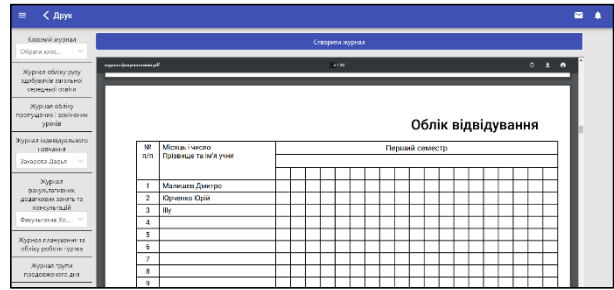 Друк
Класний журнал
Обрати клас...
Журнал обліку руху
здобувачів загальної
середньої освіти
Журнал обліку
пропущених і замінених
уроків
Журнал індивідуального
навчання
Захарова Дарья
Журнал
факультативних,
додаткових занять та
консультацій
Факультатив Хо...
Журнал планування та
обліку роботи гуртка
Журнал групи
продовженого дня
Створити журнал
Облік відвідування
№
п/п
Місяць і число
Прізвище та ім'я учня
Перший семестр
1 Малишев Дмитро
2 Юрченко Юрій
3
4
5
6
7
8
9